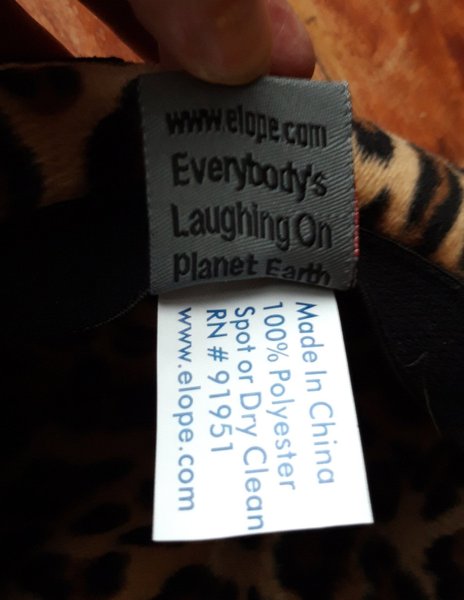 www.elope.com
Everybody's
Laughing On
Planet Earth
Made In China
100% Polyester
Spot or Dry Clean
RN # 91951
www.elope.com